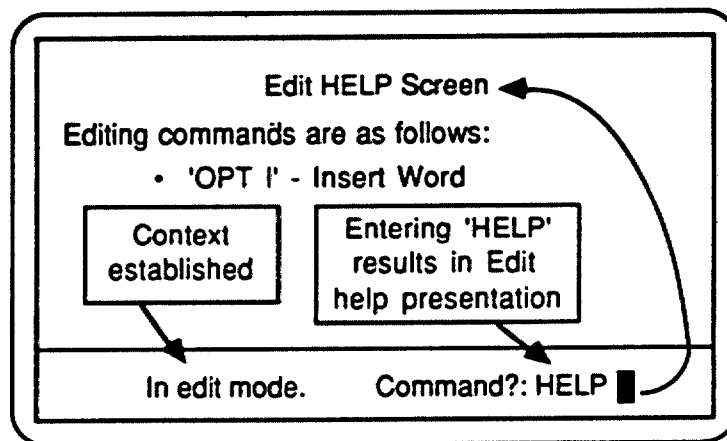 Edit HELP Screen
Editing commands are as follows:
• 'OPT I' - Insert Word
Context
established
Entering 'HELP'
results in Edit
help presentation
In edit mode.
Command?: HELP